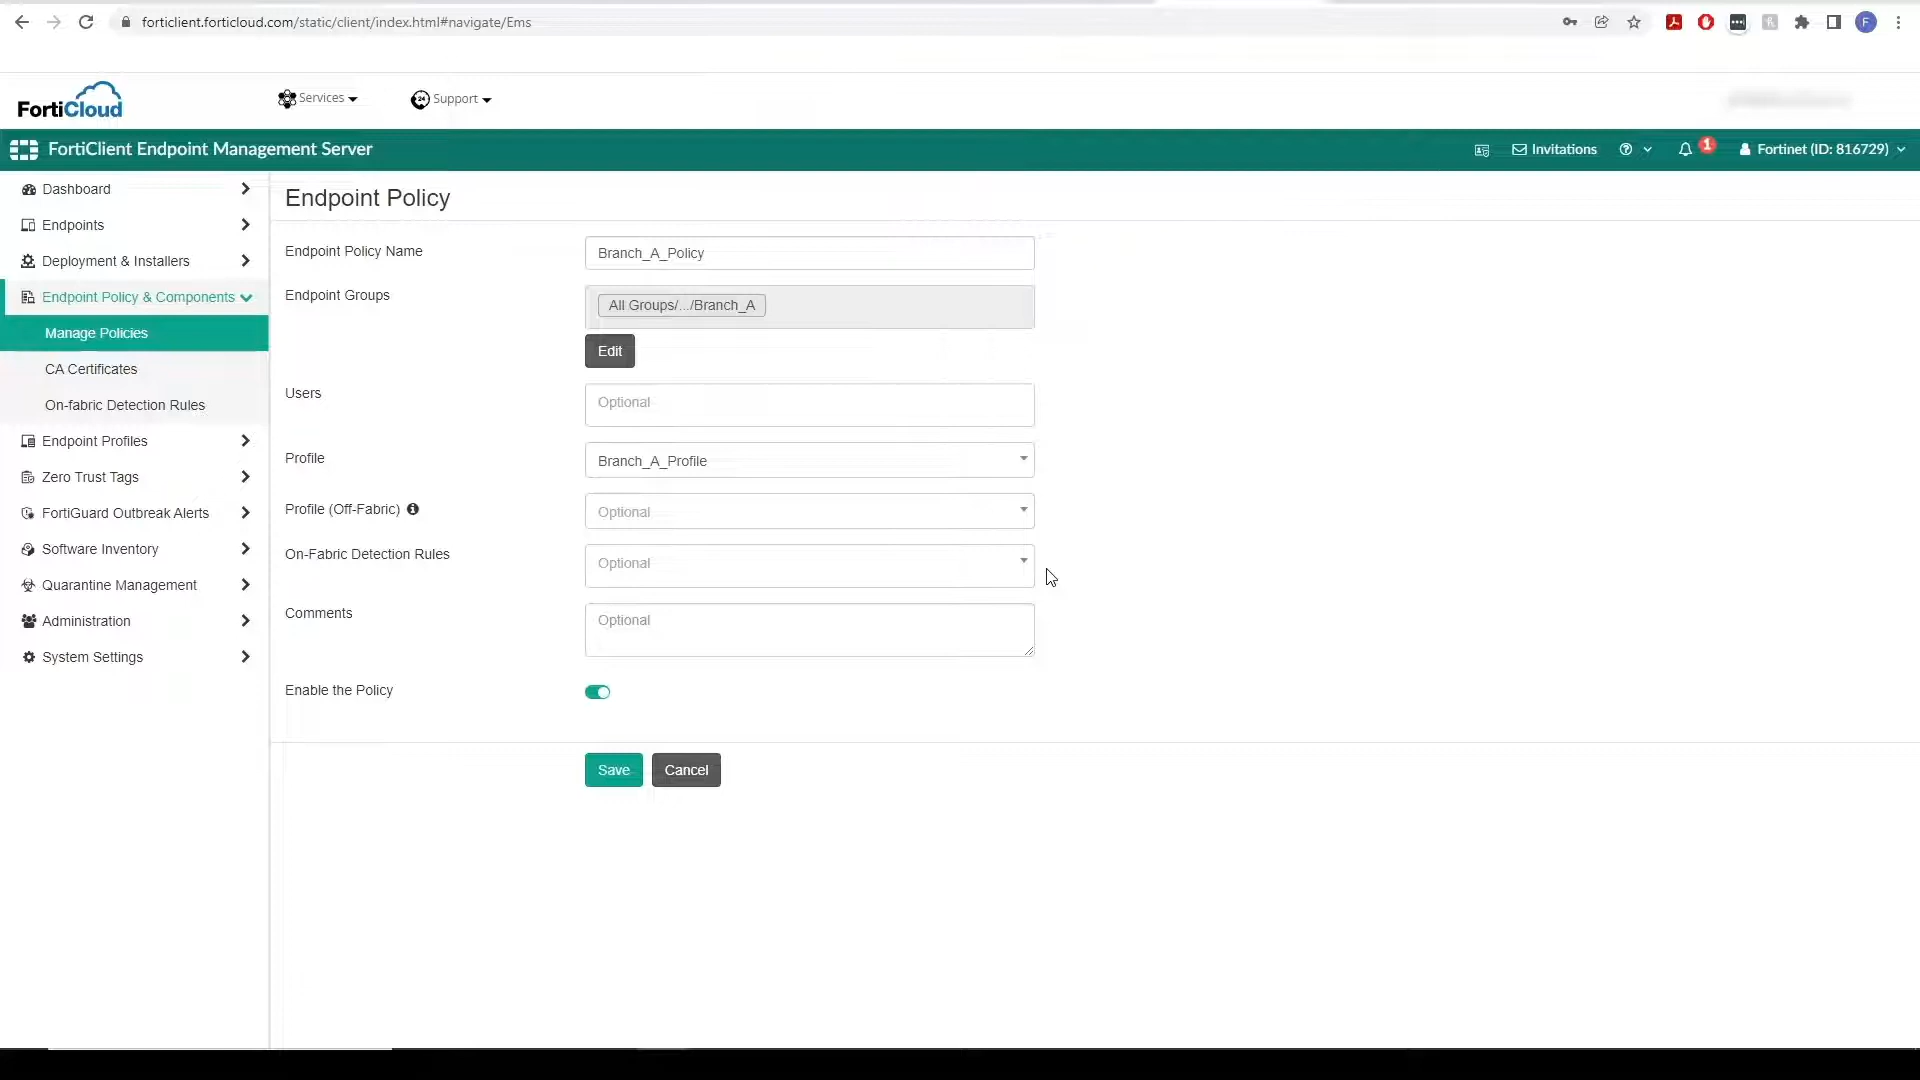 forticlient.forticloud.com/static/client/index.html#navigate/Ems
F
FortiCloud
Services
24
Support
FortiClient Endpoint Management Server
Invitations
1
Fortinet (ID: 816729)
Dashboard
Endpoints
Deployment & Installers
Endpoint Policy & Components
Manage Policies
CA Certificates
On-fabric Detection Rules
Endpoint Profiles
Zero Trust Tags
FortiGuard Outbreak Alerts
Software Inventory
Quarantine Management
Administration
System Settings
Endpoint Policy
Endpoint Policy Name
Branch_A_Policy
Endpoint Groups
All Groups/.../Branch_A
Edit
Users
Optional
Profile
Branch_A_Profile
Profile (Off-Fabric)
Optional
On-Fabric Detection Rules
Optional
Comments
Optional
Enable the Policy
Save
Cancel